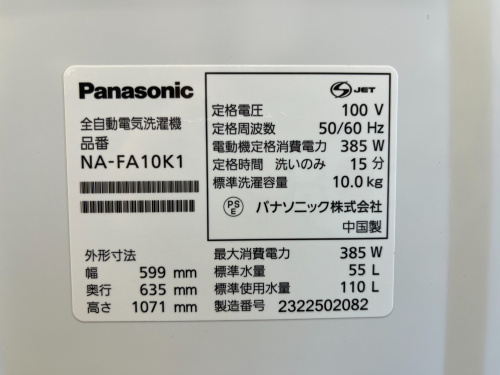 Panasonic
全自動電気洗濯機
品番
NA-FA10K1
外形寸法
幅 599 mm
奥行 635 mm
高さ 1071 mm
S JET
定格電圧 100 V
定格周波数 50/60 Hz
電動機定格消費電力 385 W
定格時間 洗いのみ 15 分
標準洗濯容量 10.0 kg
PS E パナソニック株式会社
中国製
最大消費電力 385 W
標準水量 55 L
標準使用水量 110 L
製造番号 2322502082